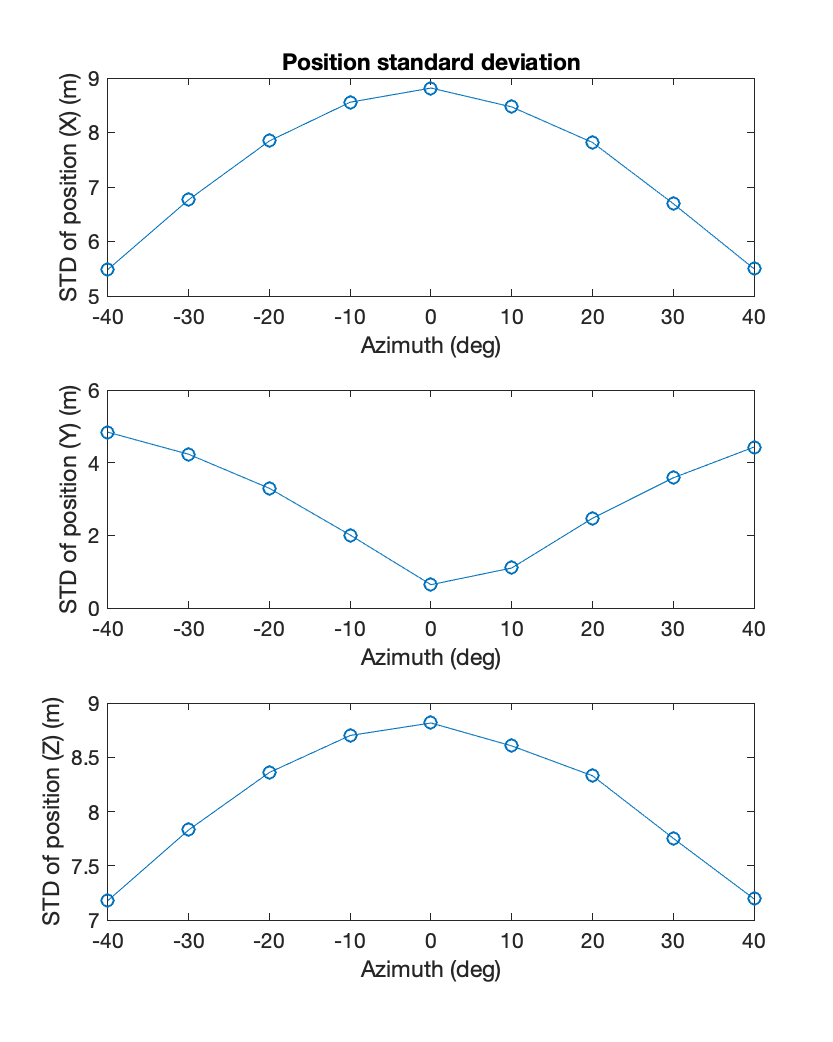 Position standard deviation
STD of position (X) (m)
9
8
7
6
5
-40 -30 -20 -10 0 10 20 30 40
Azimuth (deg)
STD of position (Y) (m)
6
4
2
0
-40 -30 -20 -10 0 10 20 30 40
Azimuth (deg)
STD of position (Z) (m)
9
8.5
8
7.5
7
-40 -30 -20 -10 0 10 20 30 40
Azimuth (deg)